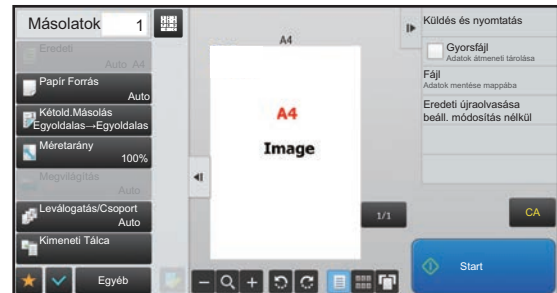 Másolatok 1
Eredeti
Auto A4
Papír Forrás
Auto
Kétold.Másolás
Egyoldalas→Egyoldalas
Méretarány
100%
Megvilágítás
Auto
Leválogatás/Csoport
Auto
Kimeneti Tálca
Egyéb
A4
A4
Image
1/1
Küldés és nyomtatás
Gyorsfájl
Adatok átmeneti tárolása
Fájl
Adatok mentése mappába
Eredeti újraolvasása
beáll. módosítás nélkül
CA
Start